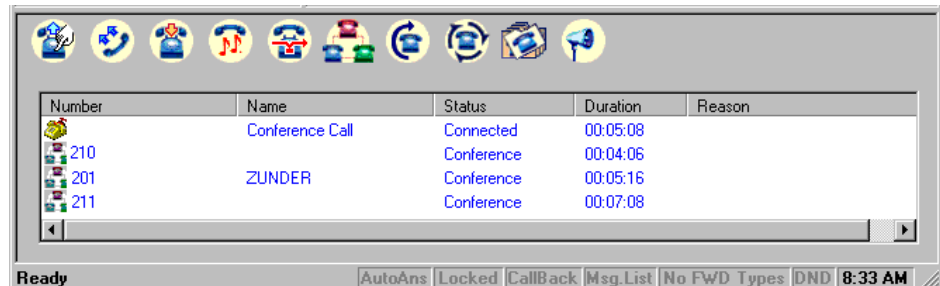 Number Name Status Duration Reason
Conference Call Connected 00:05:08
210 Conference 00:04:06
201 ZUNDER Conference 00:05:16
211 Conference 00:07:08
Ready AutoAns Locked CallBack Msg.List No FWD Types DND 8:33 AM